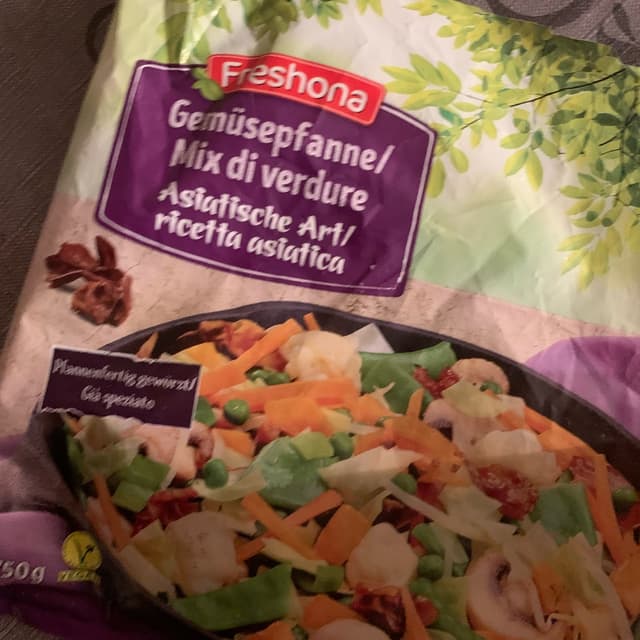 Freshona
Gemüsepfanne/
Mix di verdure
Asiatische Art/
ricetta asiatica
Pfannenfertig gewürzt/
Già speziato
750g